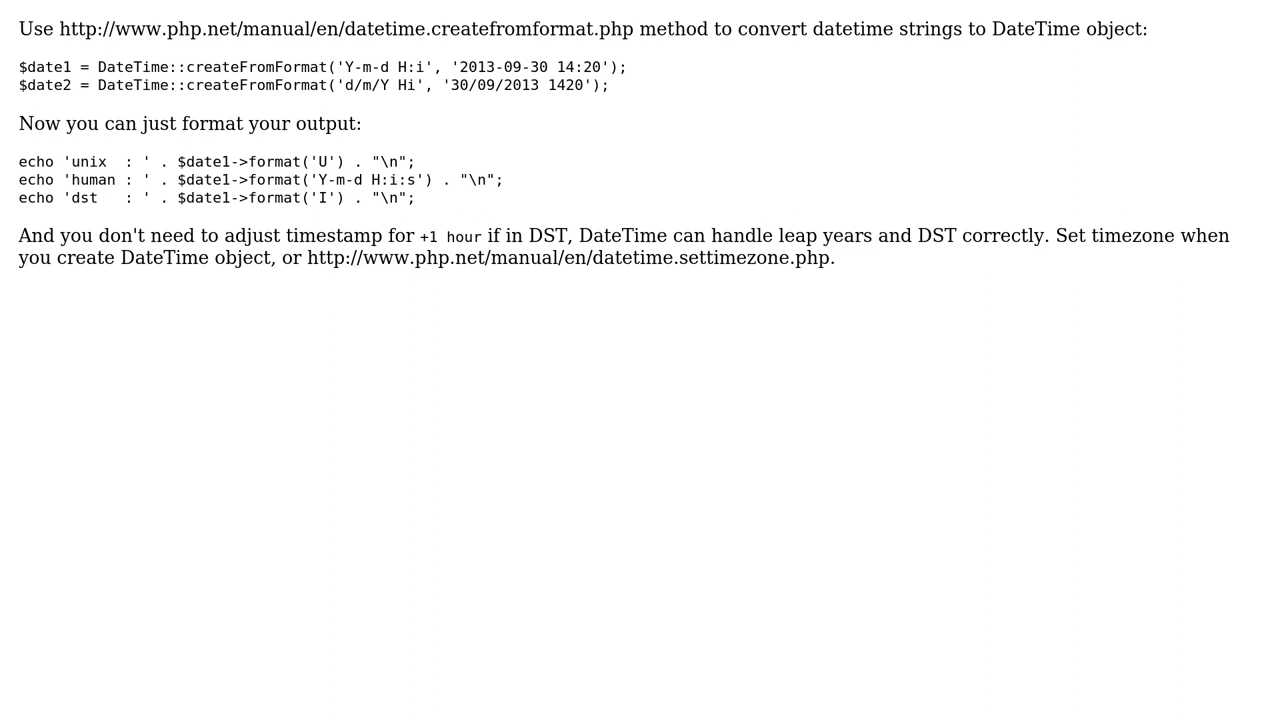 Use http://www.php.net/manual/en/datetime.createfromformat.php method to convert datetime strings to DateTime object:
$date1 = DateTime::createFromFormat('Y-m-d H:i', '2013-09-30 14:20');
$date2 = DateTime::createFromFormat('d/m/Y Hi', '30/09/2013 1420');
Now you can just format your output:
echo 'unix  : ' . $date1->format('U') . "\n";
echo 'human : ' . $date1->format('Y-m-d H:i:s') . "\n";
echo 'dst   : ' . $date1->format('I') . "\n";
And you don't need to adjust timestamp for +1 hour if in DST, DateTime can handle leap years and DST correctly. Set timezone when
you create DateTime object, or http://www.php.net/manual/en/datetime.settimezone.php.